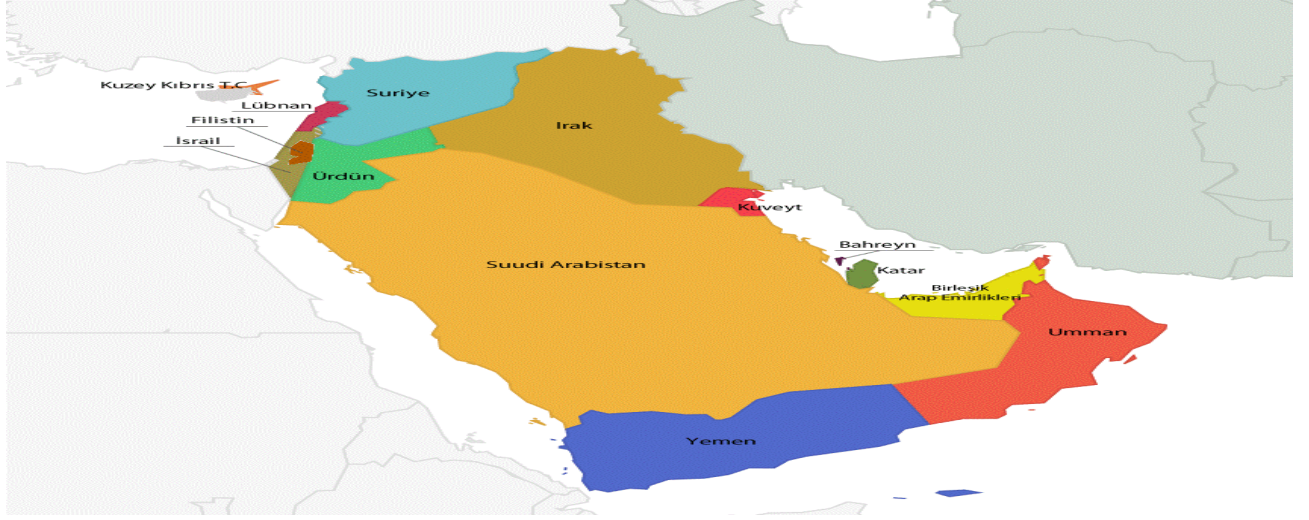 Kuzey Kıbrıs T.C
Suriye
Lübnan
Filistin
Irak
İsrail
Ürdün
Kuveyt
Bahreyn
Suudi Arabistan
Katar
Birleşik
Arap Emirlikleri
Umman
Yemen